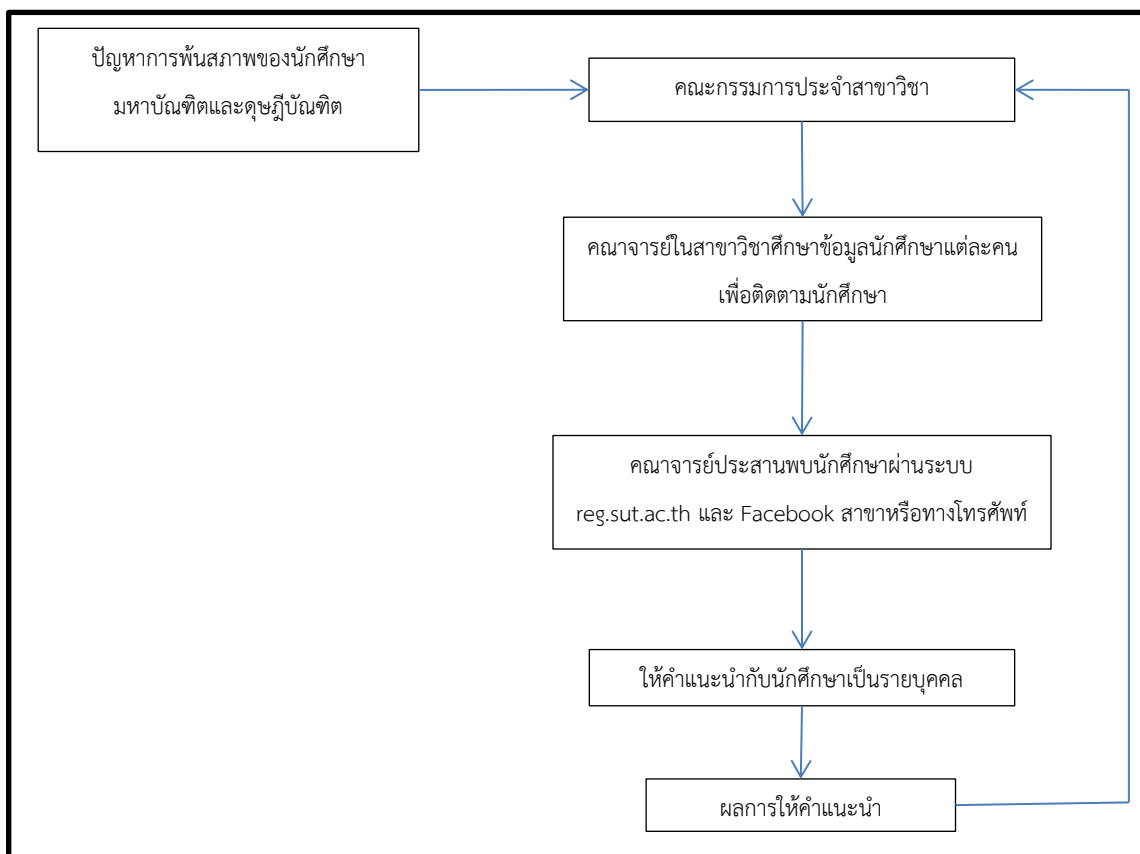 ปัญหาการพ้นสภาพของนักศึกษา
มหาบัณฑิตและดุษฎีบัณฑิต
คณะกรรมการประจำสาขาวิชา
คณาจารย์ในสาขาวิชาศึกษาข้อมูลนักศึกษาแต่ละคน
เพื่อติดตามนักศึกษา
คณาจารย์ประสานพบนักศึกษาผ่านระบบ
reg.sut.ac.th และ Facebook สาขาหรือทางโทรศัพท์
ให้คำแนะนำกับนักศึกษาเป็นรายบุคคล
ผลการให้คำแนะนำ